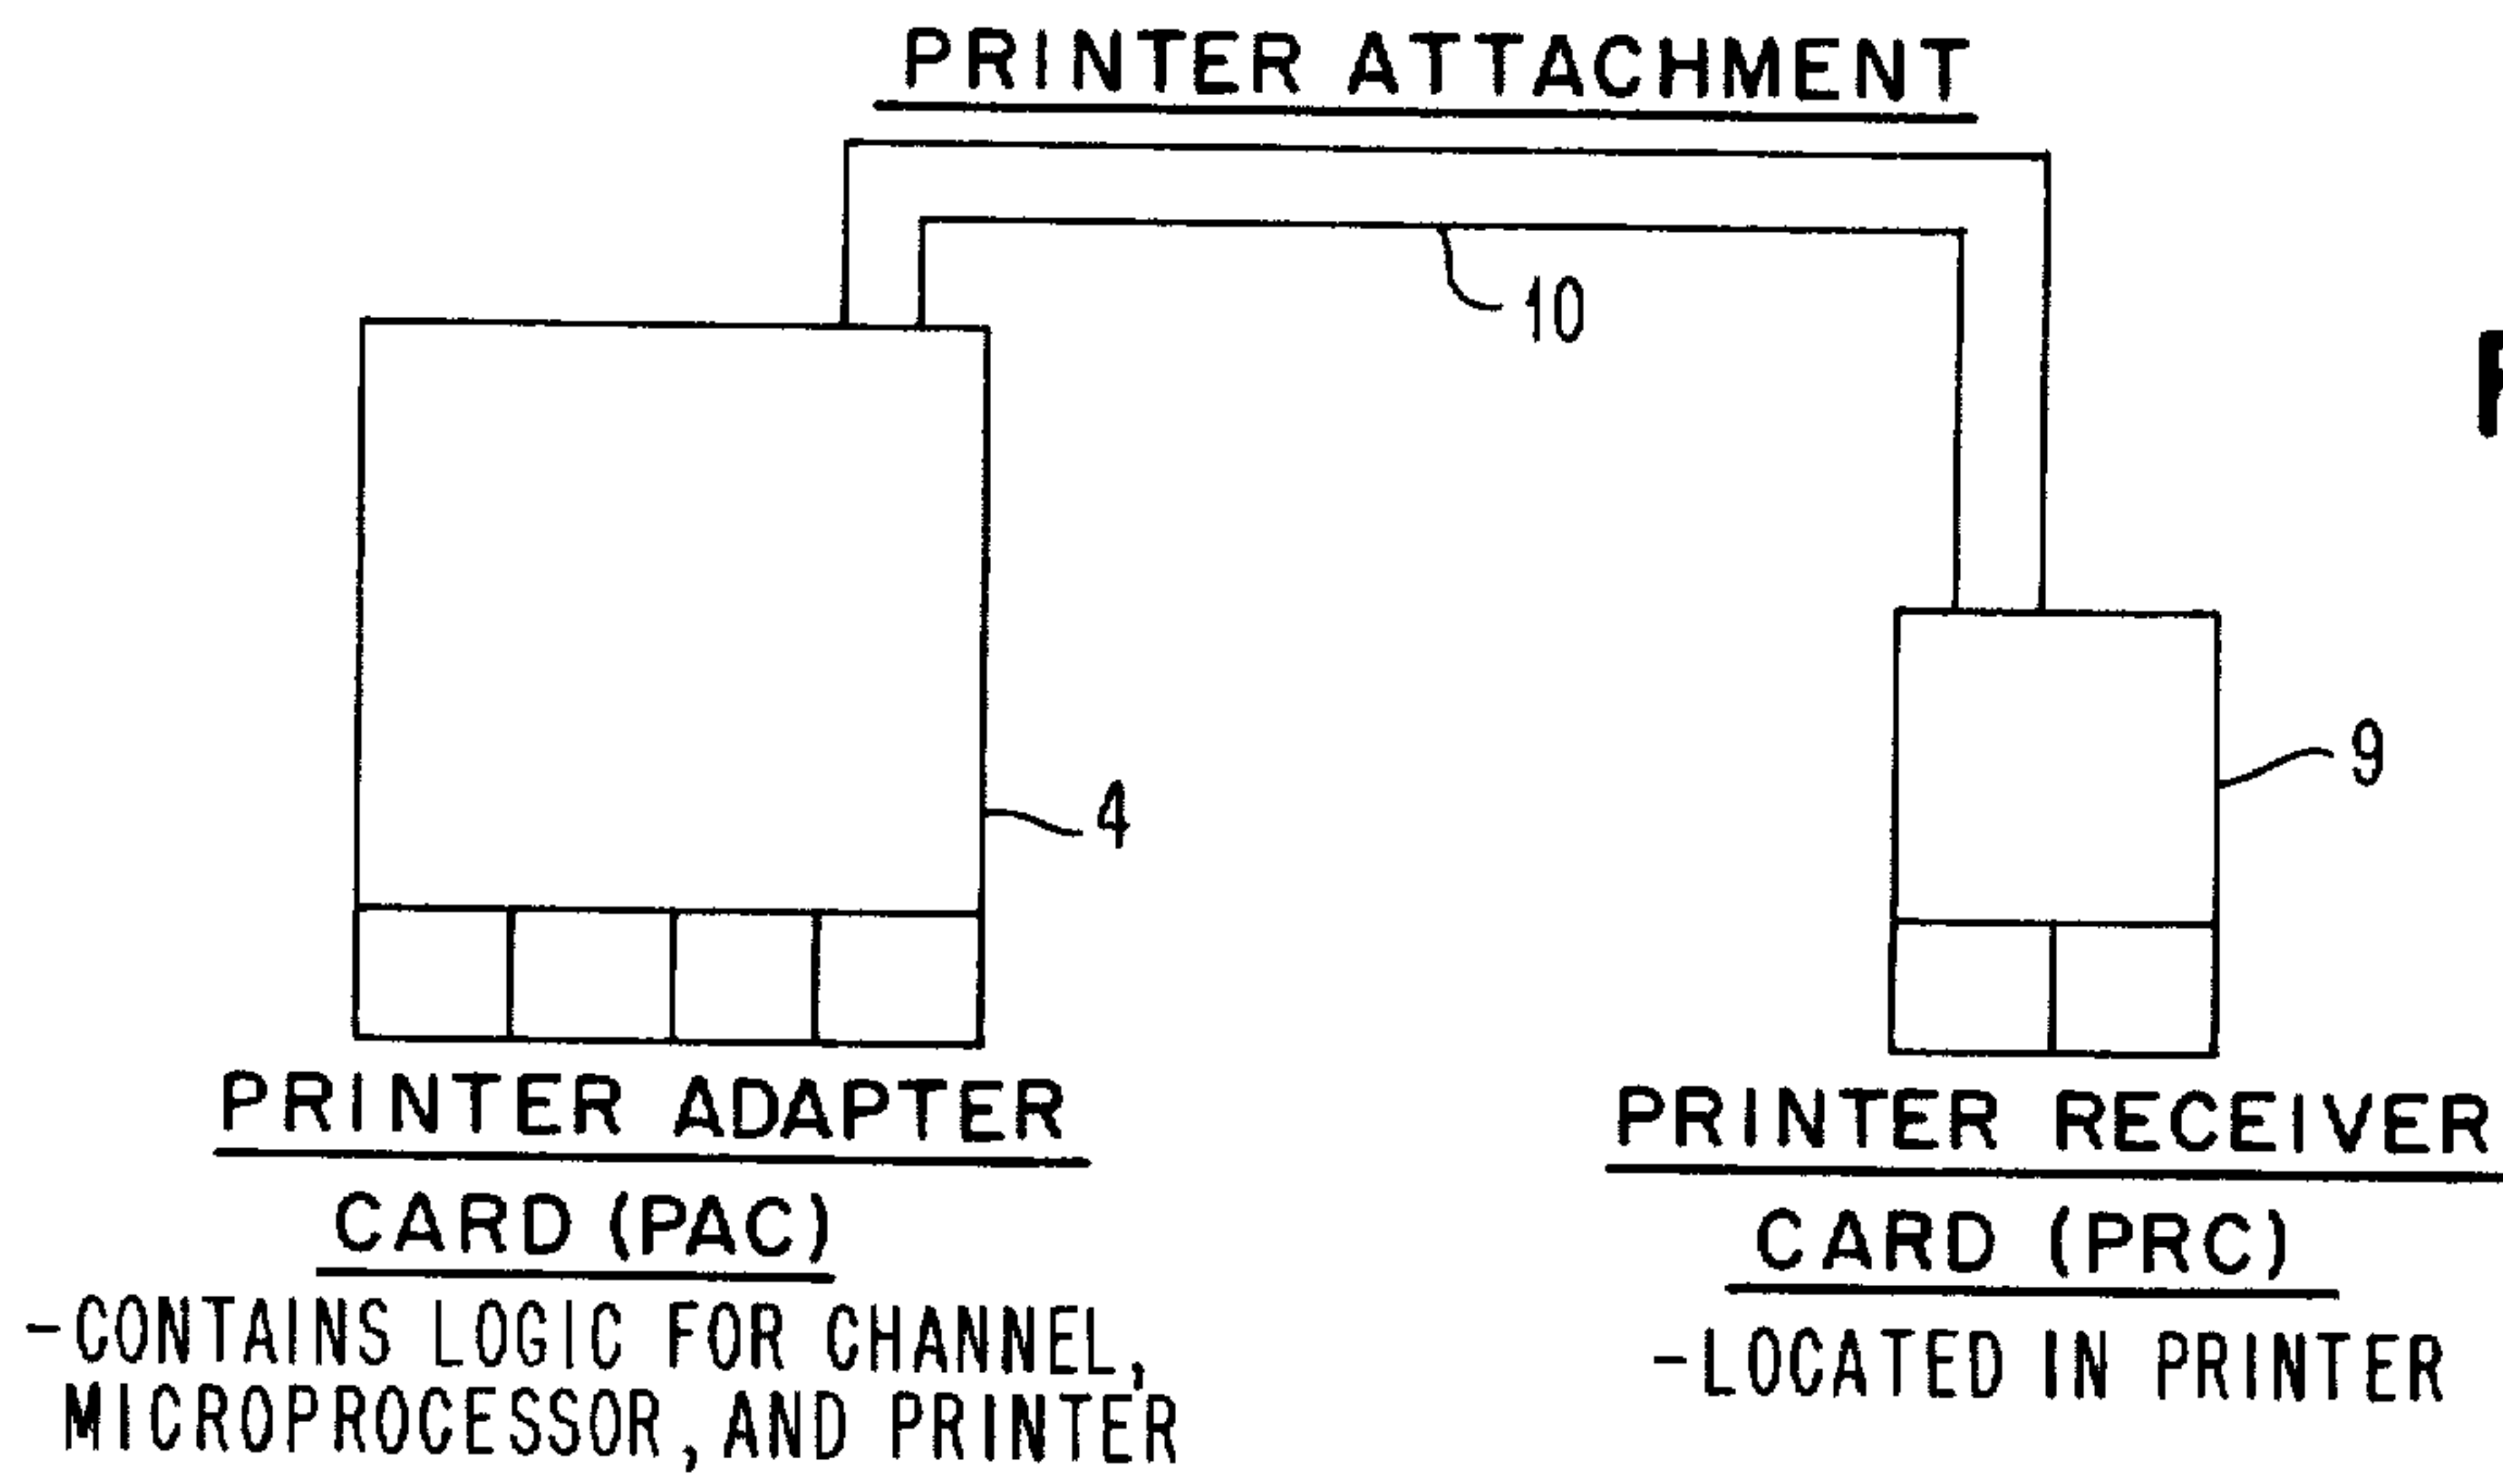 PRINTER ATTACHMENT
10
4
9
PRINTER ADAPTER
CARD (PAC)
-CONTAINS LOGIC FOR CHANNEL,
MICROPROCESSOR, AND PRINTER
PRINTER RECEIVER
CARD (PRC)
-LOCATED IN PRINTER